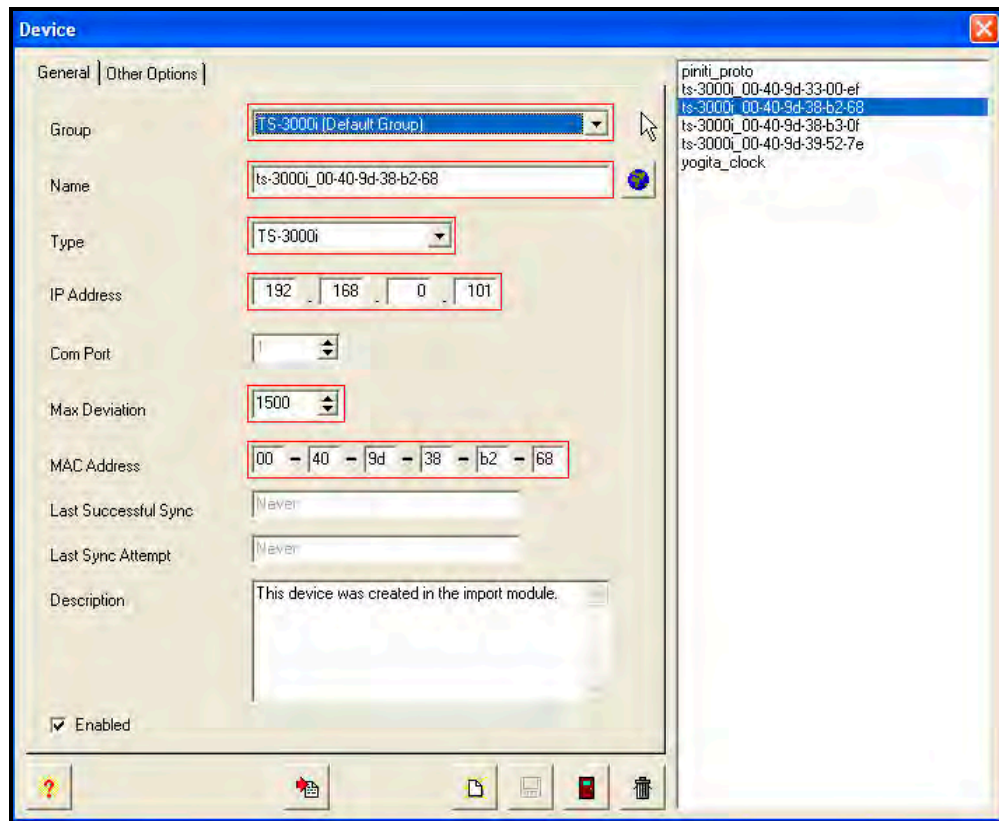 Device
General
Other Options
Group
TS-3000i (Default Group)
Name
ts-3000i_00-40-9d-38-b2-68
Type
TS-3000i
IP Address
192 . 168 . 0 . 101
Com Port
1
Max Deviation
1500
MAC Address
00 - 40 - 9d - 38 - b2 - 68
Last Successful Sync
Never
Last Sync Attempt
Never
Description
This device was created in the import module.
Enabled
piniti_proto
ts-3000i_00-40-9d-33-00-ef
ts-3000i_00-40-9d-38-b2-68
ts-3000i_00-40-9d-38-b3-0f
ts-3000i_00-40-9d-39-52-7e
yogita_clock